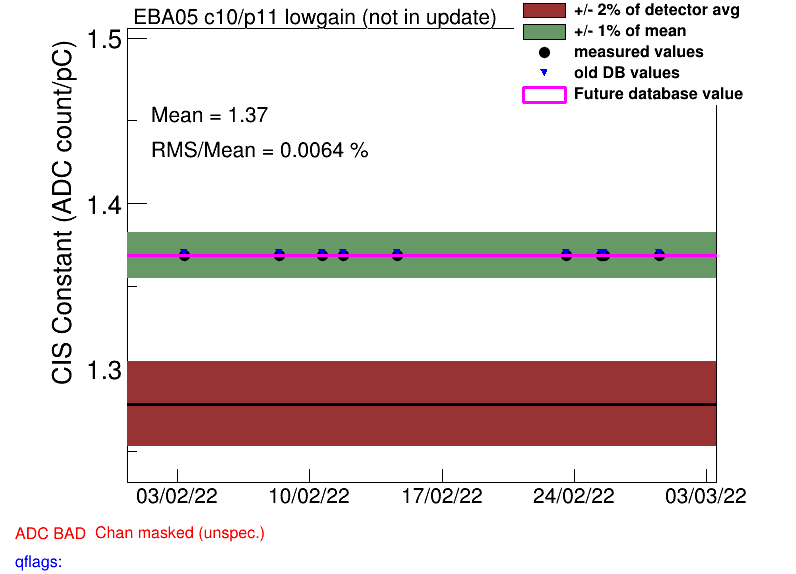 EBA05 c10/p11 lowgain (not in update)
+/- 2% of detector avg
+/- 1% of mean
measured values
old DB values
Future database value
Mean = 1.37
RMS/Mean = 0.0064 %
CIS Constant (ADC count/pC)
1.5
1.4
1.3
03/02/22 10/02/22 17/02/22 24/02/22 03/03/22
ADC BAD Chan masked (unspec.)
qflags: